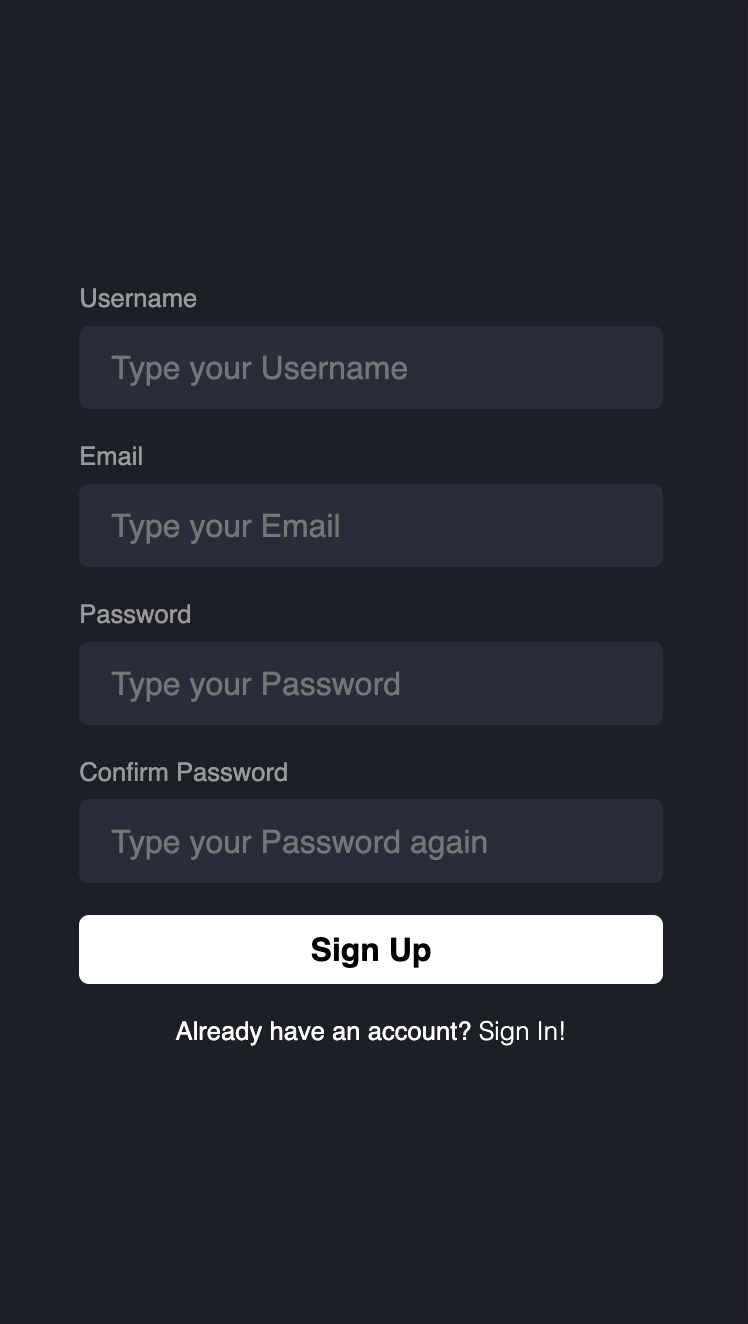 Username
Type your Username
Email
Type your Email
Password
Type your Password
Confirm Password
Type your Password again
Sign Up
Already have an account? Sign In!